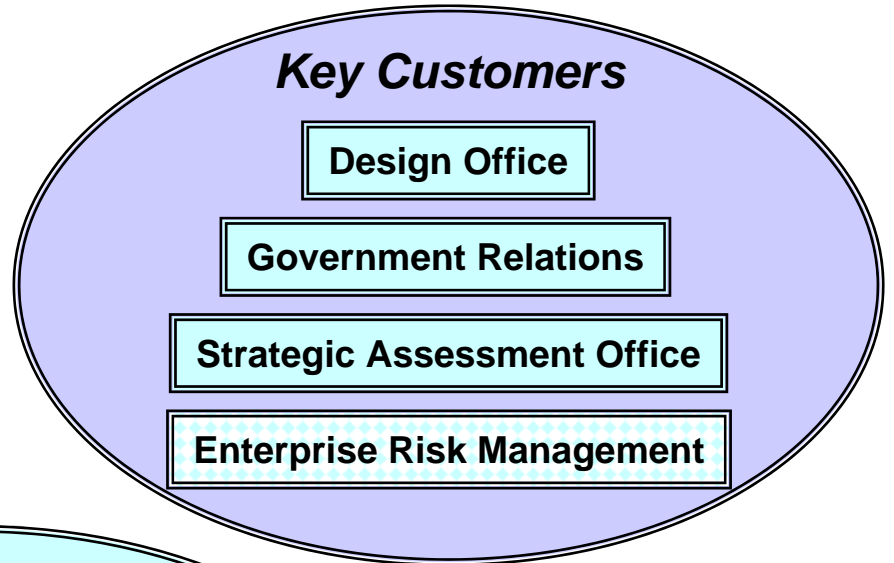 Key Customers
Design Office
Government Relations
Strategic Assessment Office
Enterprise Risk Management